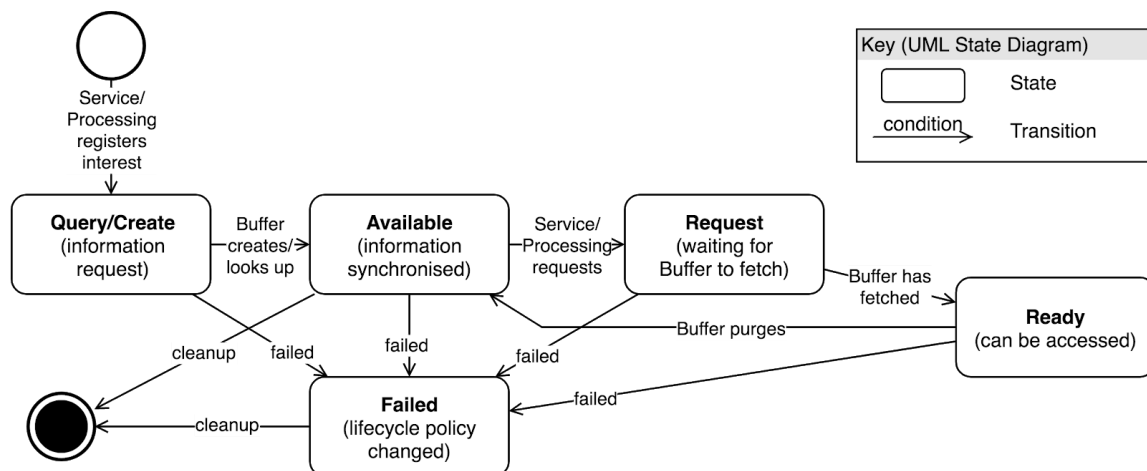 Key (UML State Diagram)
State
condition
Transition
Service/
Processing
registers
interest
Query/Create
(information
request)
Buffer
creates/
looks up
Available
(information
synchronised)
Service/
Processing
requests
Request
(waiting for
Buffer to fetch)
Buffer has
fetched
Ready
(can be accessed)
Buffer purges
cleanup
failed
failed
failed
failed
Failed
(lifecycle policy
changed)
cleanup